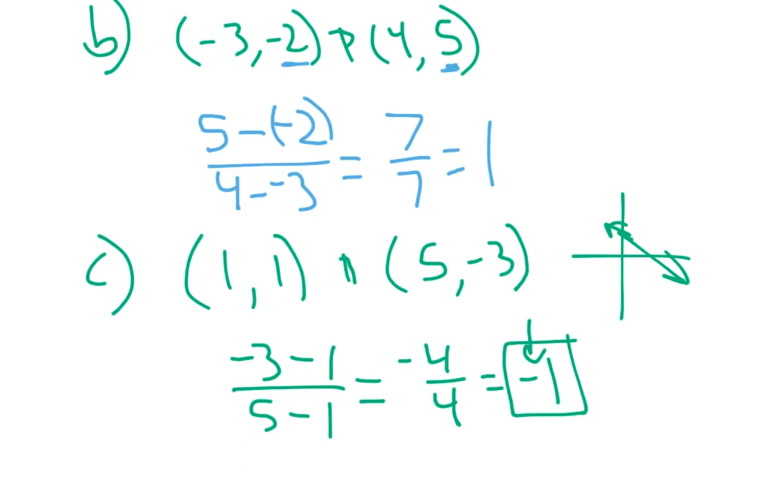 b) (-3,-2) + (4, 5)
5-(-2)/4--3 = 7/7 = 1
c) (1,1) n (5,-3)
-3-1/5-1 = -4/4 = -1